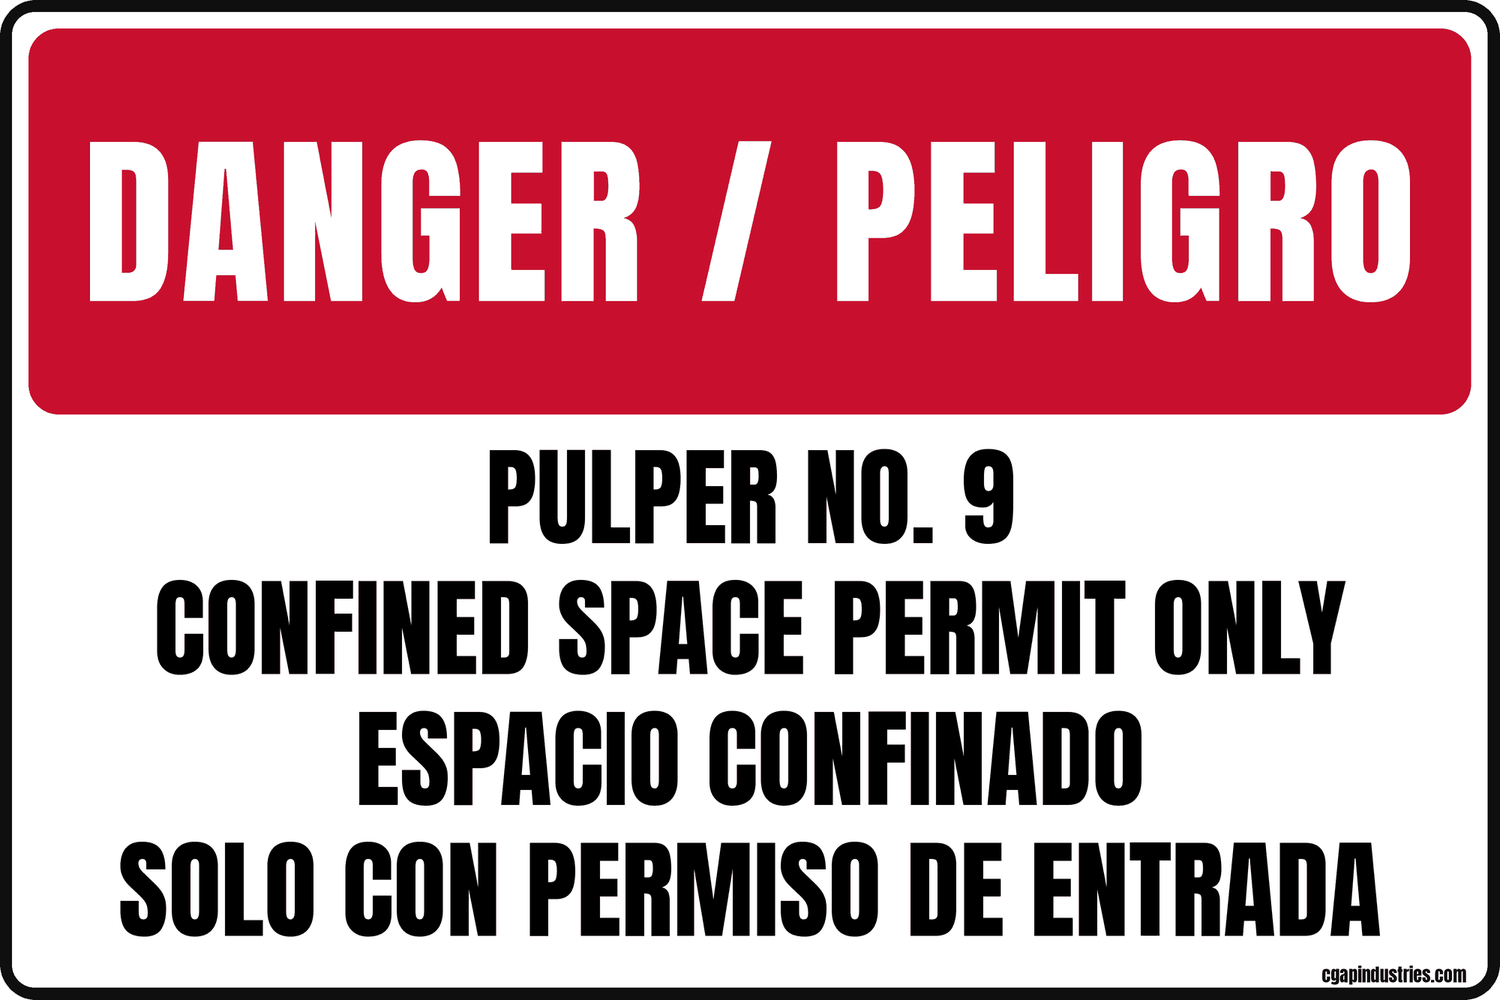 DANGER / PELIGRO
PULPER NO. 9
CONFINED SPACE PERMIT ONLY
ESPACIO CONFINADO
SOLO CON PERMISO DE ENTRADA
cgapindustries.com